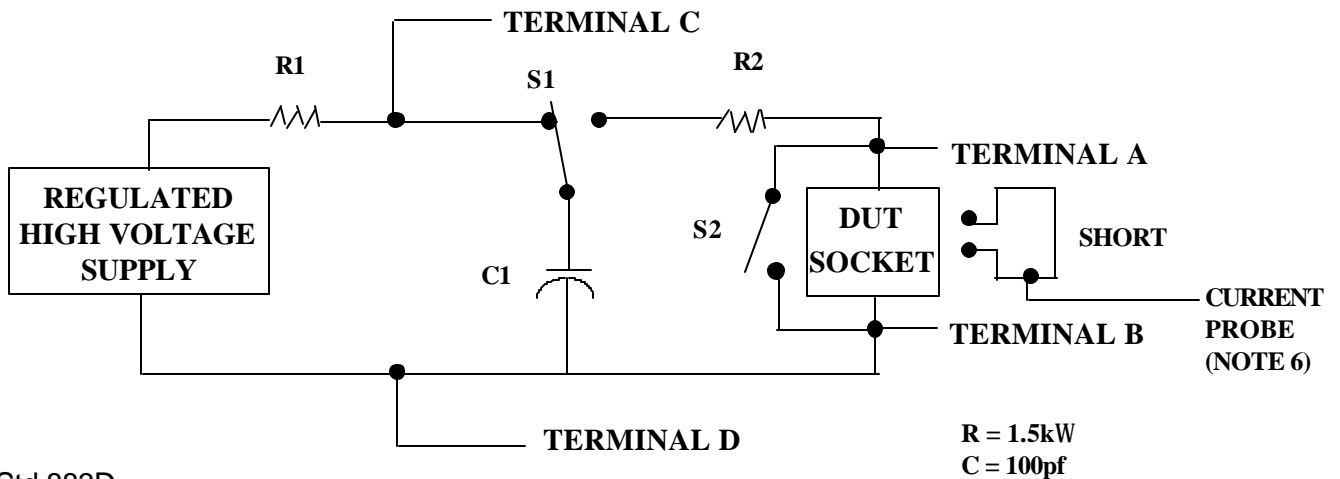 TERMINAL C
R1
S1
R2
TERMINAL A
REGULATED
HIGH VOLTAGE
SUPPLY
S2
DUT
SOCKET
SHORT
C1
CURRENT
PROBE
(NOTE 6)
TERMINAL B
TERMINAL D
R = 1.5kW
C = 100pf